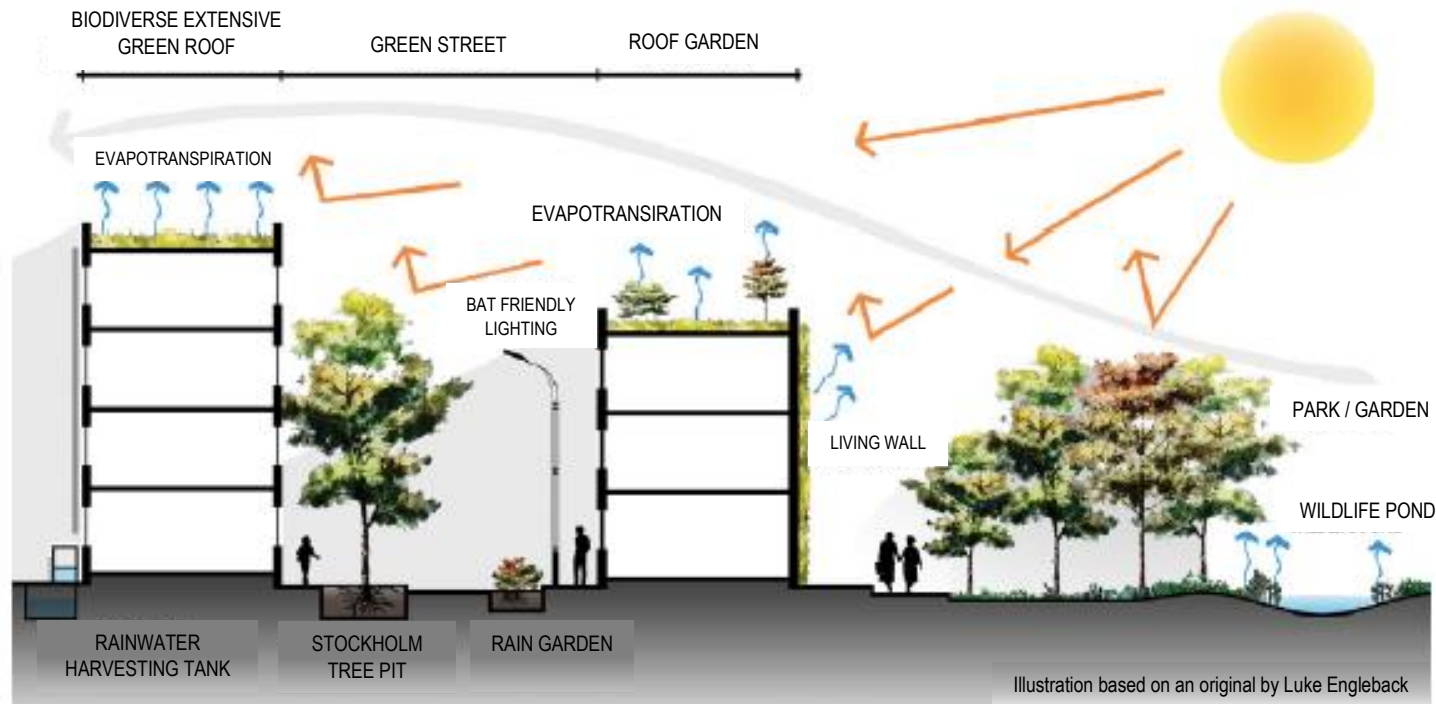 BIODIVERSE EXTENSIVE
GREEN ROOF
GREEN STREET
ROOF GARDEN
EVAPOTRANSPIRATION
EVAPOTRANSIRATION
BAT FRIENDLY
LIGHTING
PARK / GARDEN
LIVING WALL
WILDLIFE POND
RAINWATER
HARVESTING TANK
STOCKHOLM
TREE PIT
RAIN GARDEN
Illustration based on an original by Luke Engleback